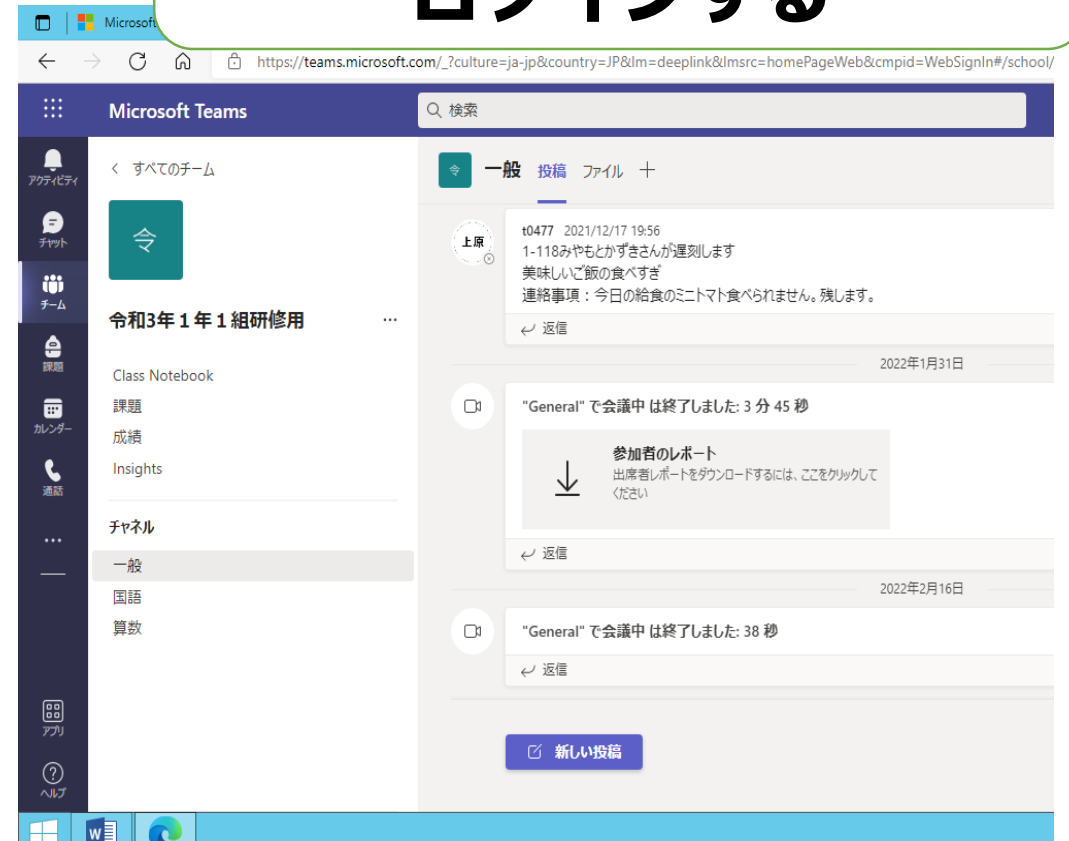 ログインする
Microsoft
https://teams.microsoft.com/_?culture=ja-jp&country=JP&lm=deeplink&lmsrc=homePageWeb&cmpid=WebSignIn#/school/
Microsoft Teams
検索
アクティビティ
チャット
チーム
課題
カレンダー
通話
...
アプリ
ヘルプ
< すべてのチーム
令
令和3年1年1組研修用
...
Class Notebook
課題
成績
Insights
チャネル
一般
国語
算数
令 一般 投稿 ファイル +
上原
t0477 2021/12/17 19:56
1-118みやもとかずきさんが遅刻します
美味しいご飯の食べすぎ
連絡事項：今日の給食のミニトマト食べられません。残します。
返信
2022年1月31日
"General" で会議中 は終了しました: 3 分 45 秒
参加者のレポート
出席者レポートをダウンロードするには、ここをクリックして
ください
返信
2022年2月16日
"General" で会議中 は終了しました: 38 秒
返信
新しい投稿
W